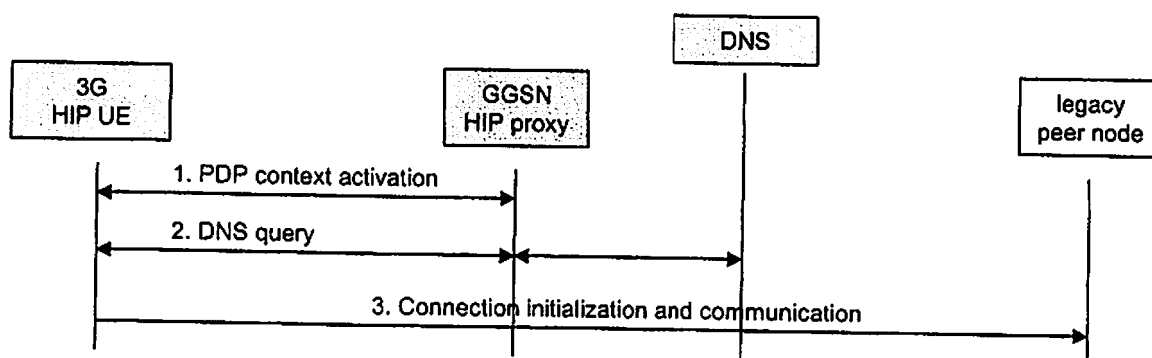 DNS
3G
HIP UE
GGSN
HIP proxy
legacy
peer node
1. PDP context activation
2. DNS query
3. Connection initialization and communication